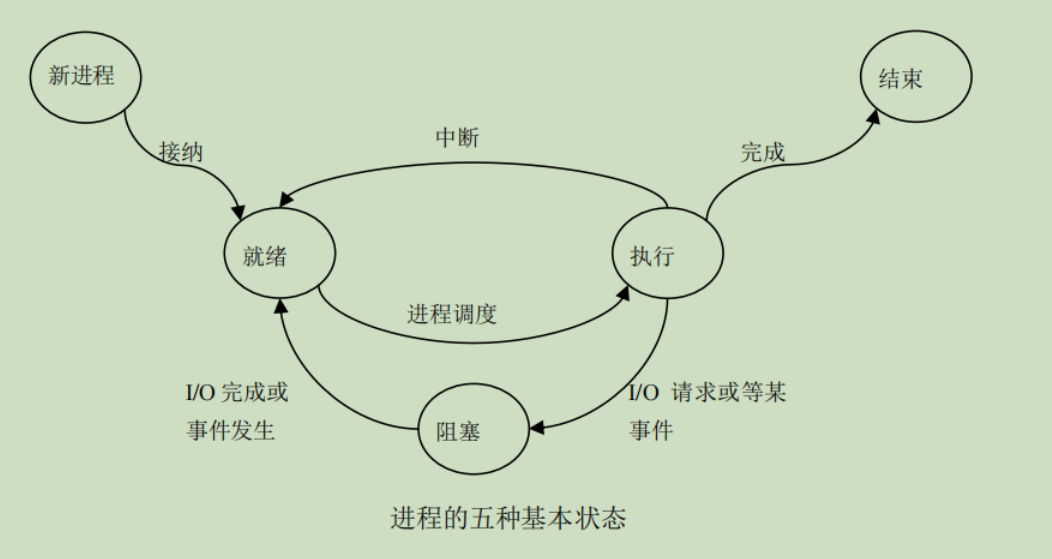 新进程
结束
中断
接纳
完成
就绪
执行
进程调度
I/O 完成或
事件发生
I/O 请求或等某
事件
阻塞
进程的五种基本状态